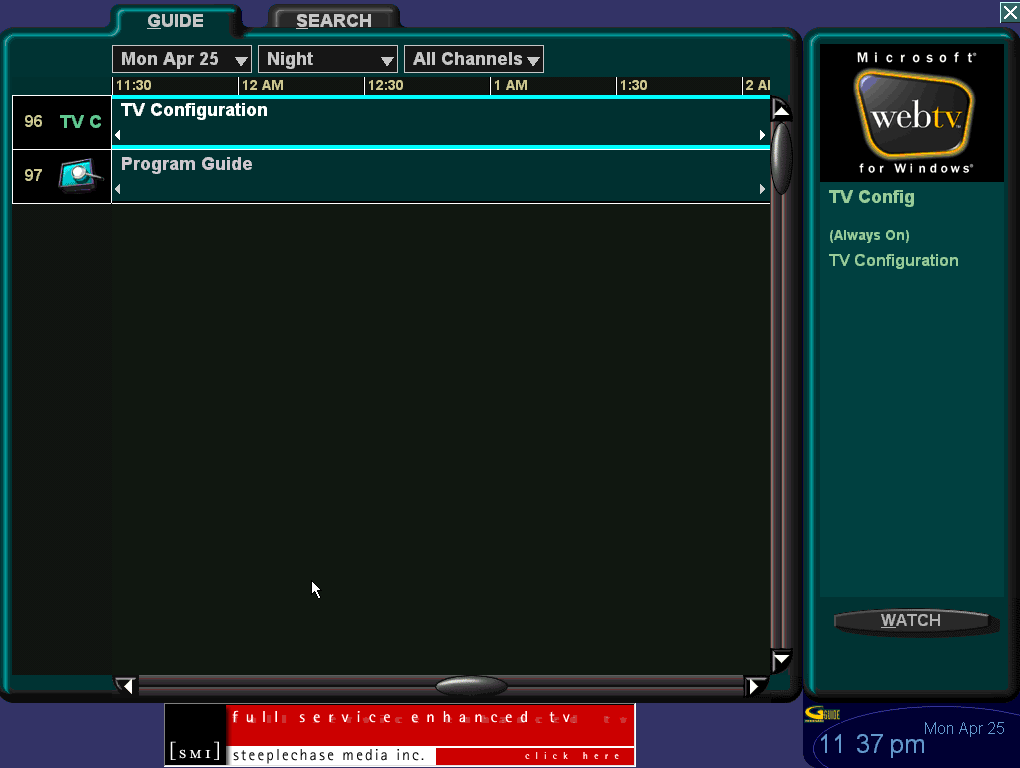 GUIDE
SEARCH
Mon Apr 25 Night All Channels
11:30 12 AM 12:30 1 AM 1:30 2 A
96 TV C TV Configuration
97 Program Guide
Microsoft®
webtv™
for Windows®
TV Config
(Always On)
TV Configuration
WATCH
full service enhanced tv
[SMI] steeplechase media inc. click here
GUIDE
Mon Apr 25
11 37 pm